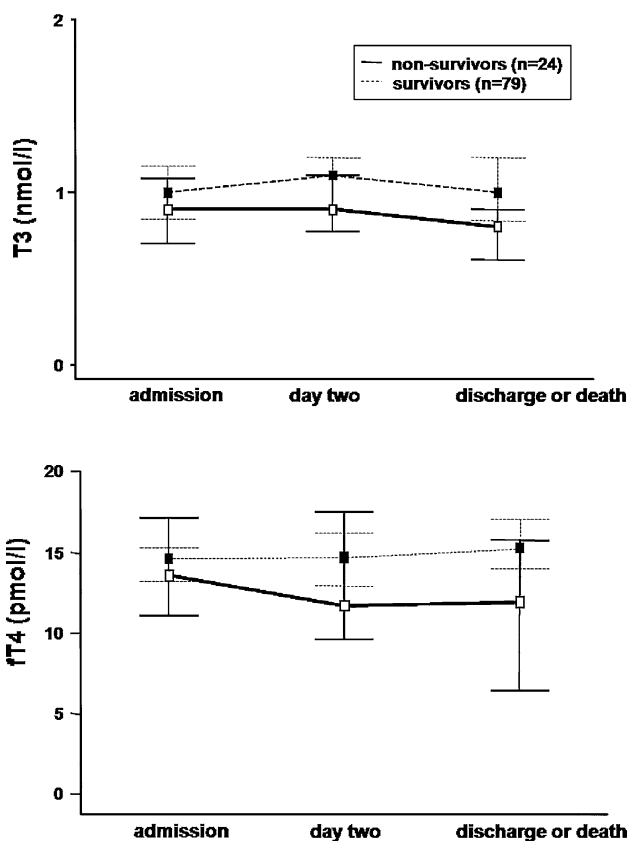 2
non-survivors (n=24)
survivors (n=79)
T3 (nmol/l)
1
0
admission day two discharge or death
20
15
fT4 (pmol/l)
10
5
0
admission day two discharge or death